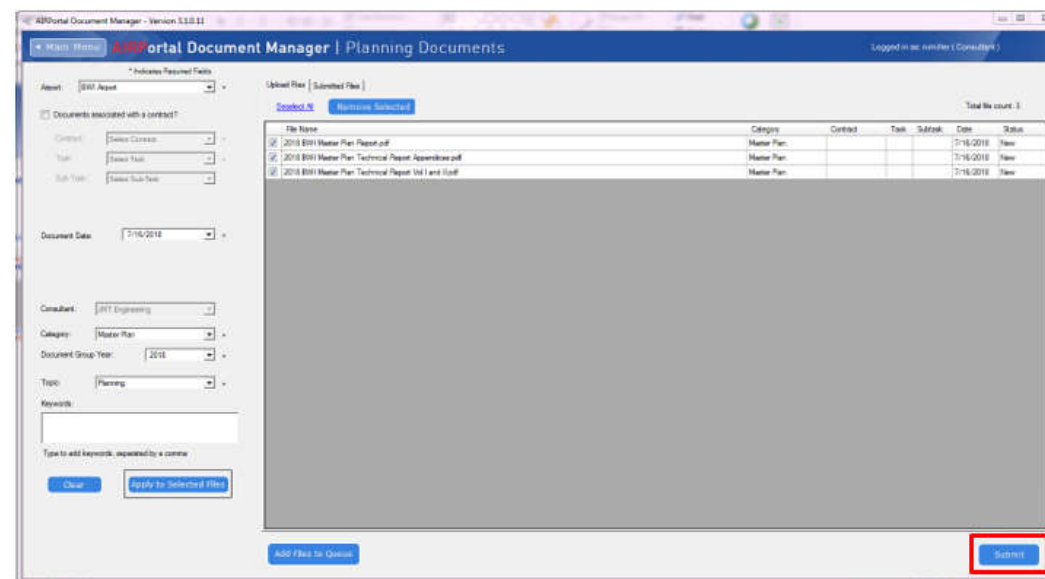 AIRPortal Document Manager - Version 3.1.0.11
Main Menu AIRPortal Document Manager | Planning Documents
* Indicates Required Fields
Airport: BWI Airport *
Documents associated with a contract?
Contract: Select Contract *
Task: Select Task *
Sub Task: Select Sub Task
Document Date: 7/16/2018 *
Consultant: JMT Engineering
Category: Master Plan *
Document Group Year: 2018 *
Topic: Planning *
Keywords:
Type to add keywords, separated by a comma
Clear Apply to Selected Files
Upload Files Submitted Files
Deselect All Remove Selected Total file count: 3
File Name Category Contract Task Subtask Date Status
2018 BWI Master Plan Report.pdf Master Plan 7/16/2018 New
2018 BWI Master Plan Technical Report Appendices.pdf Master Plan 7/16/2018 New
2018 BWI Master Plan Technical Report Vol I and II.pdf Master Plan 7/16/2018 New
Add Files to Queue Submit